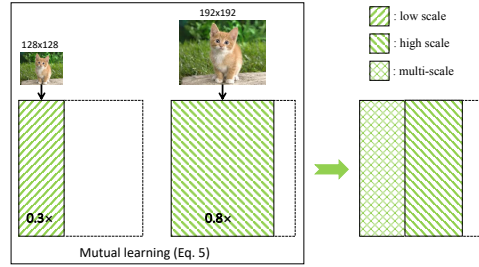 192x192
128x128
0.3×
0.8×
Mutual learning (Eq. 5)
: low scale
: high scale
: multi-scale